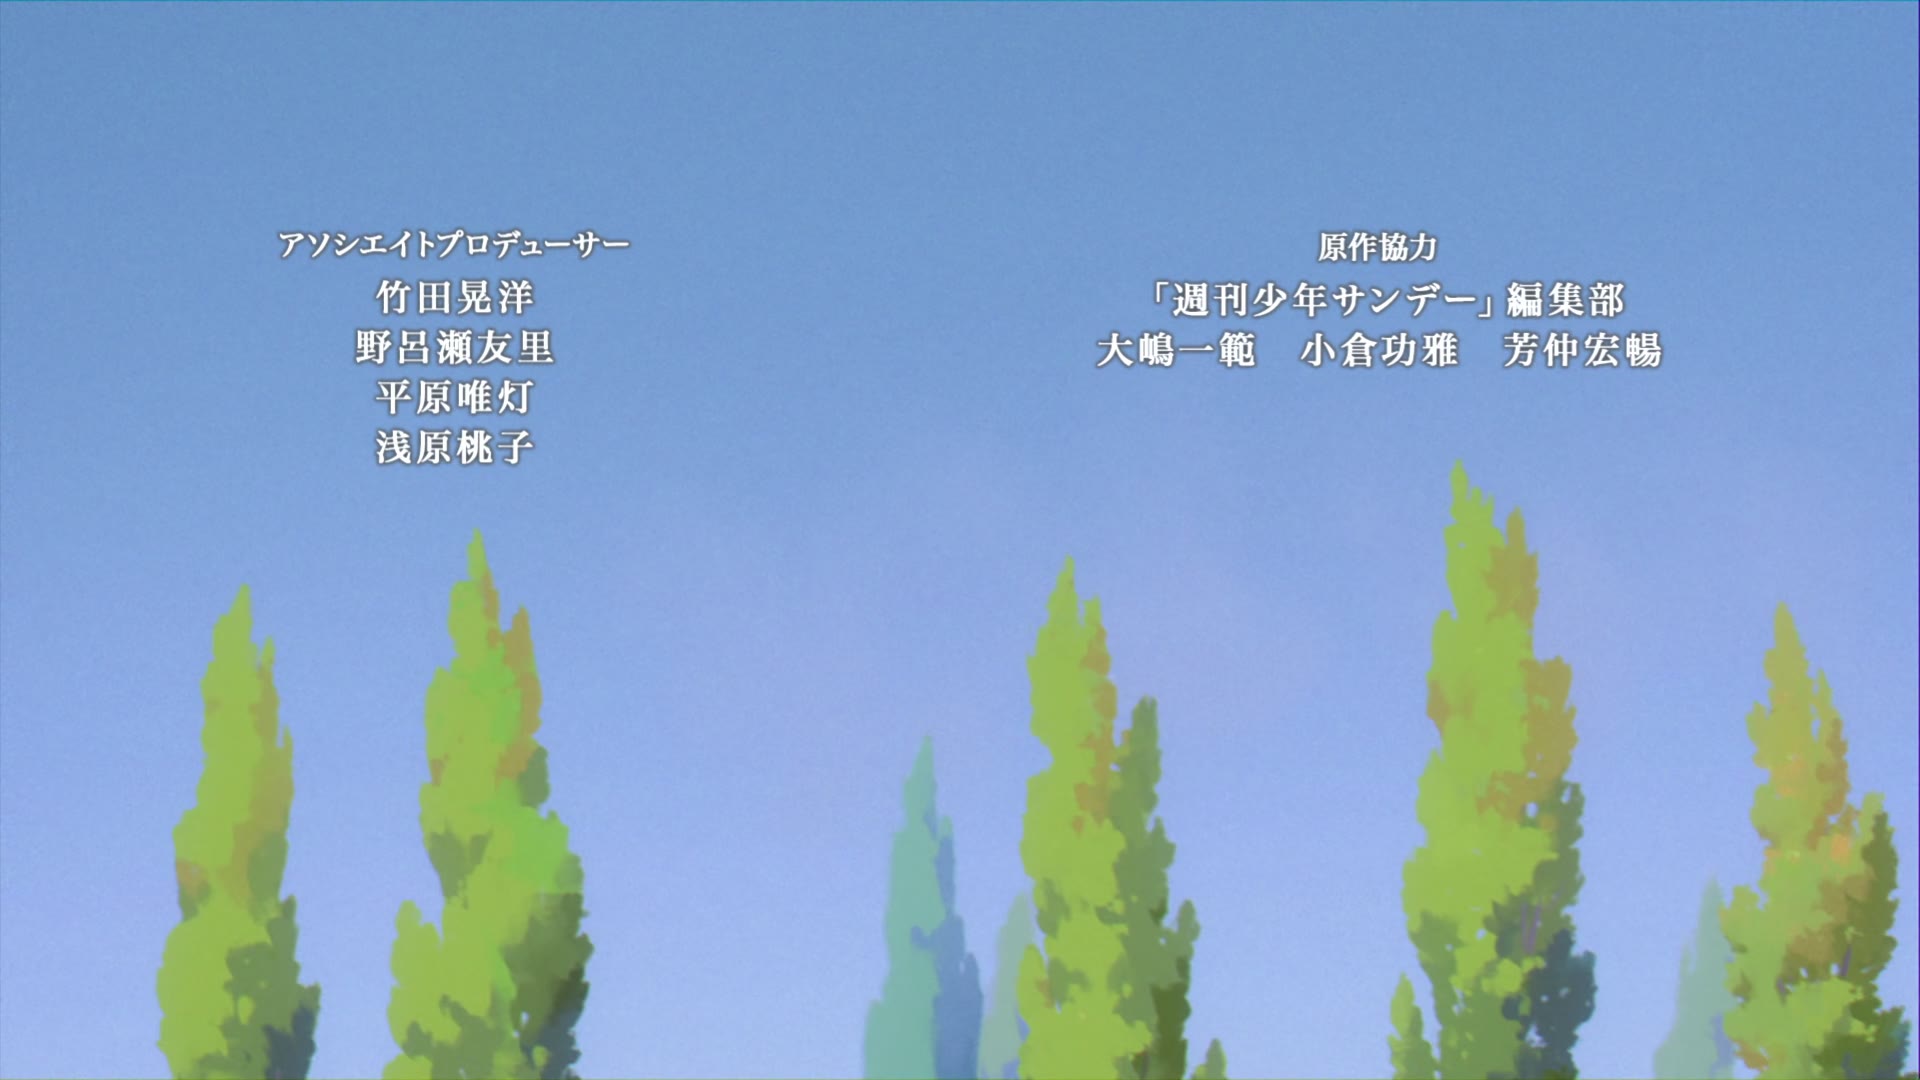 アソシエイトプロデューサー
竹田晃洋
野呂瀬友里
平原唯灯
浅原桃子
原作協力
「週刊少年サンデー」編集部
大嶋一範　小倉功雅　芳仲宏暢